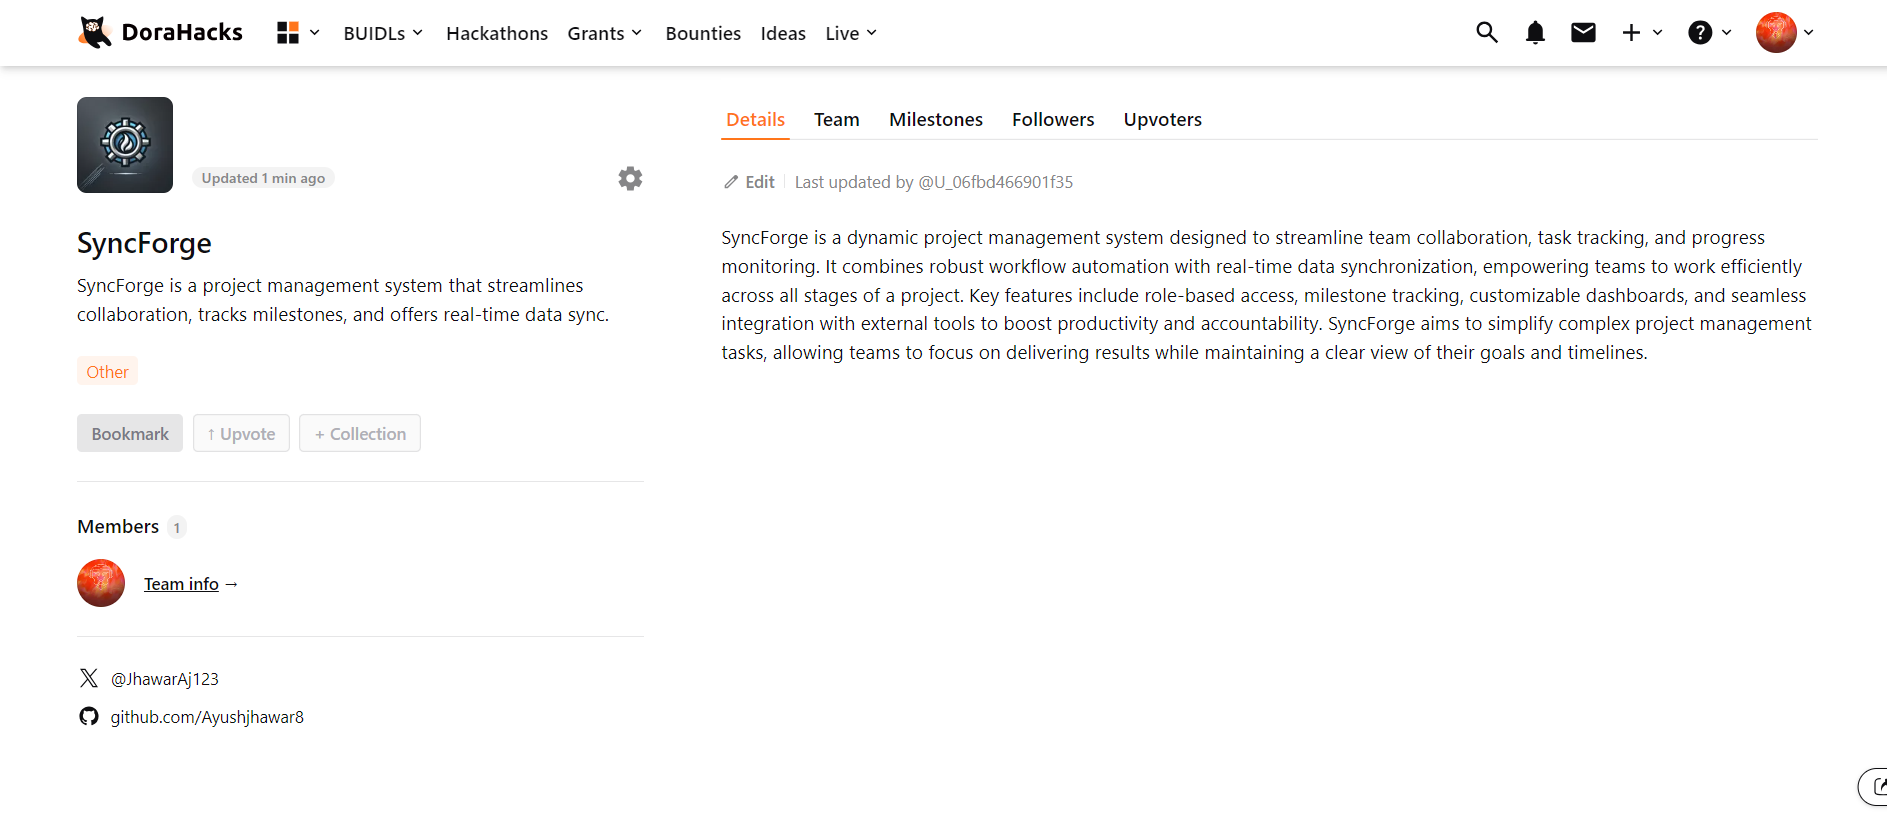 DoraHacks
BUIDLs
Hackathons
Grants
Bounties
Ideas
Live
Updated 1 min ago
SyncForge
SyncForge is a project management system that streamlines
collaboration, tracks milestones, and offers real-time data sync.
Other
Bookmark
↑ Upvote
+ Collection
Members 1
Team info →
@JhawarAj123
github.com/Ayushjhawar8
Details
Team
Milestones
Followers
Upvoters
Edit
Last updated by @U_06fbd466901f35
SyncForge is a dynamic project management system designed to streamline team collaboration, task tracking, and progress
monitoring. It combines robust workflow automation with real-time data synchronization, empowering teams to work efficiently
across all stages of a project. Key features include role-based access, milestone tracking, customizable dashboards, and seamless
integration with external tools to boost productivity and accountability. SyncForge aims to simplify complex project management
tasks, allowing teams to focus on delivering results while maintaining a clear view of their goals and timelines.